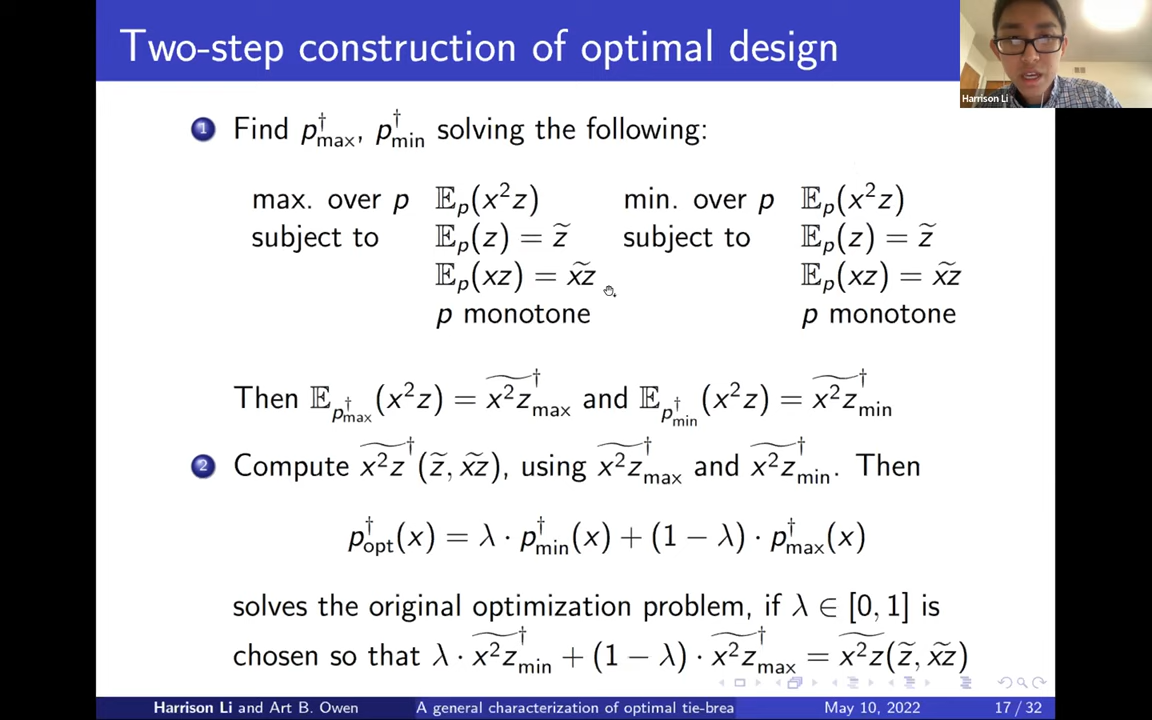 Two-step construction of optimal design
Harrison Li
1 Find p†max, p†min solving the following:
max. over p 𝔼p(x²z) min. over p 𝔼p(x²z)
subject to 𝔼p(z) = z̃ subject to 𝔼p(z) = z̃
𝔼p(xz) = x̃z 𝔼p(xz) = x̃z
p monotone p monotone
Then 𝔼p†max(x²z) = x̃²z†max and 𝔼p†min(x²z) = x̃²z†min
2 Compute x̃²z†(z̃, x̃z), using x̃²z†max and x̃²z†min. Then
p†opt(x) = λ · p†min(x) + (1 − λ) · p†max(x)
solves the original optimization problem, if λ ∈ [0, 1] is
chosen so that λ · x̃²z†min + (1 − λ) · x̃²z†max = x̃²z(z̃, x̃z)
Harrison Li and Art B. Owen A general characterization of optimal tie-brea May 10, 2022 17 / 32